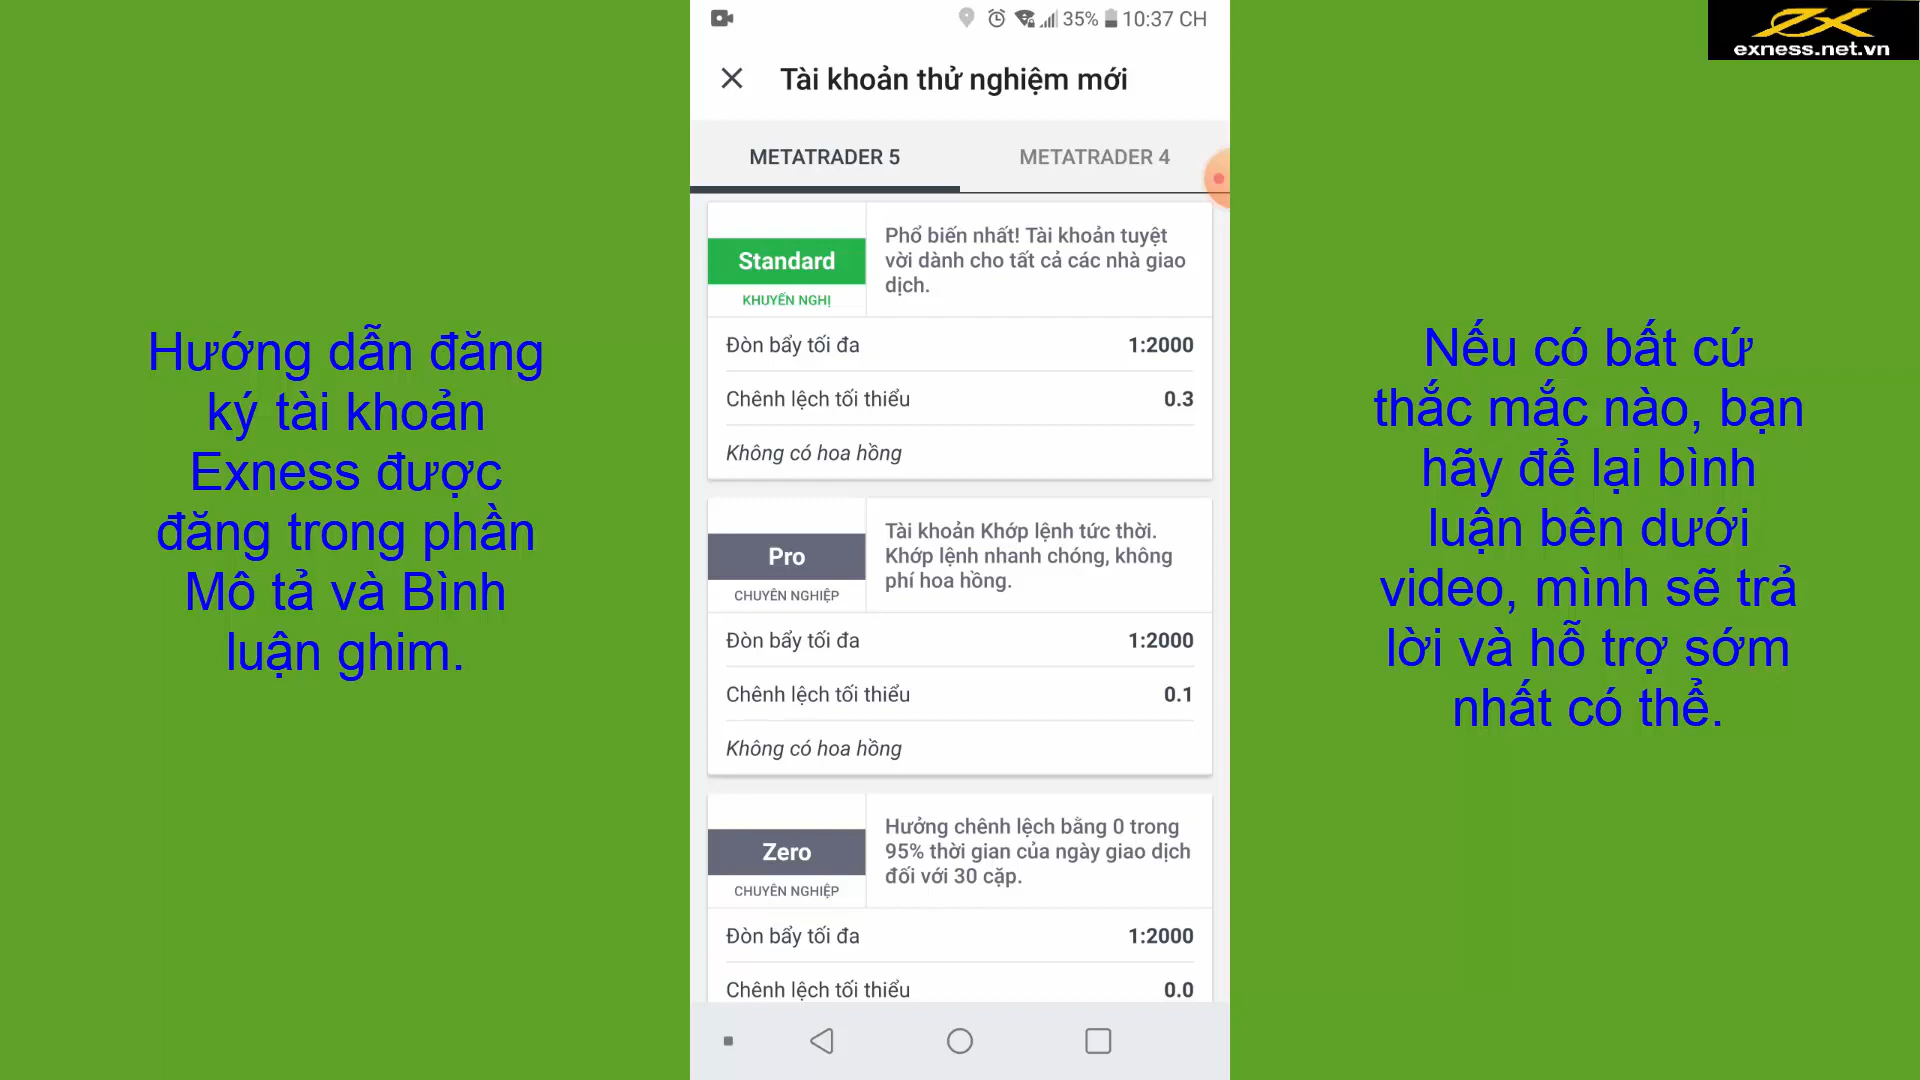 35% 10:37 CH
exness.net.vn
Tài khoản thử nghiệm mới
METATRADER 5
METATRADER 4
Standard
KHUYẾN NGHỊ
Phổ biến nhất! Tài khoản tuyệt
vời dành cho tất cả các nhà giao
dịch.
Đòn bẩy tối đa 1:2000
Chênh lệch tối thiểu 0.3
Không có hoa hồng
Pro
CHUYÊN NGHIỆP
Tài khoản Khớp lệnh tức thời.
Khớp lệnh nhanh chóng, không
phí hoa hồng.
Đòn bẩy tối đa 1:2000
Chênh lệch tối thiểu 0.1
Không có hoa hồng
Zero
CHUYÊN NGHIỆP
Hưởng chênh lệch bằng 0 trong
95% thời gian của ngày giao dịch
đối với 30 cặp.
Đòn bẩy tối đa 1:2000
Chênh lệch tối thiểu 0.0
Hướng dẫn đăng
ký tài khoản
Exness được
đăng trong phần
Mô tả và Bình
luận ghim.
Nếu có bất cứ
thắc mắc nào, bạn
hãy để lại bình
luận bên dưới
video, mình sẽ trả
lời và hỗ trợ sớm
nhất có thể.